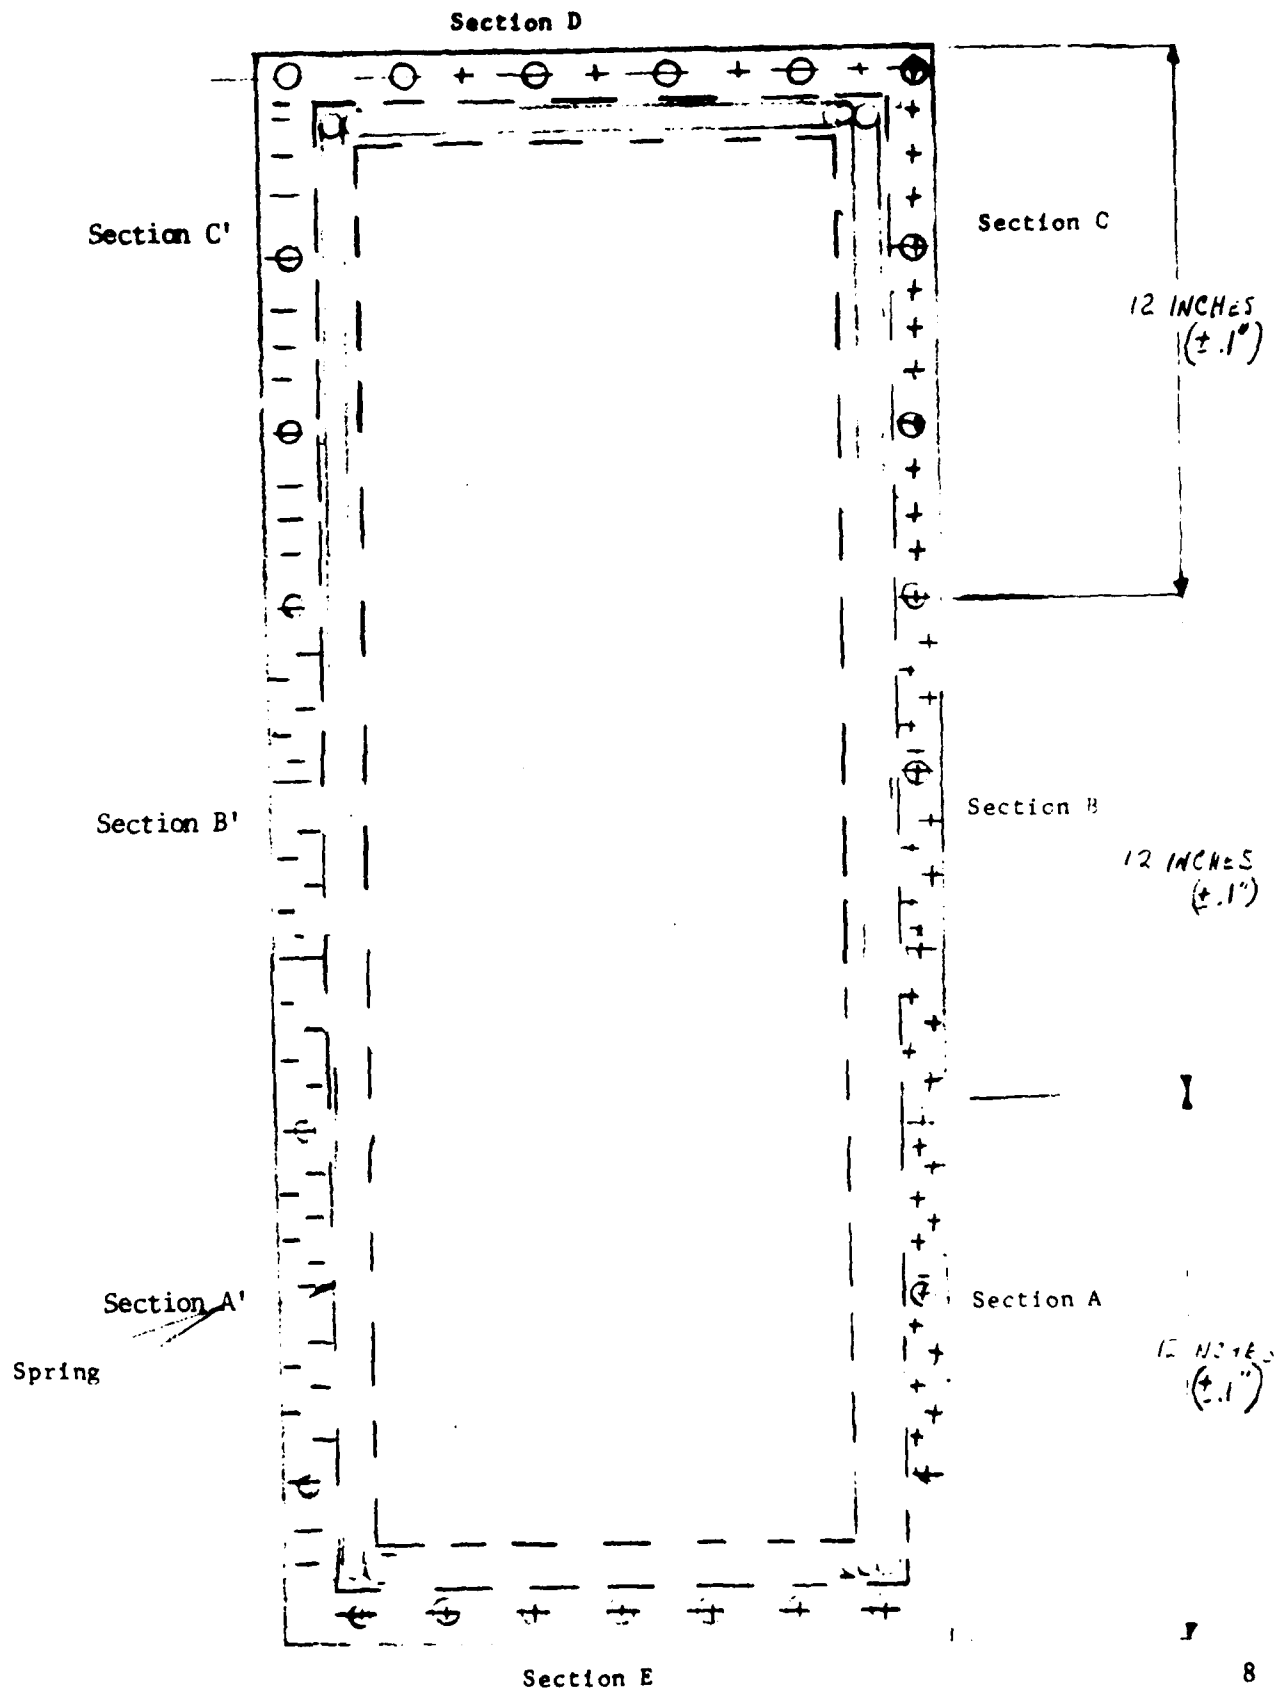 Section D
Section C'
Section C
12 INCHES
(±.1")
Section B'
Section B
12 INCHES
(±.1")
Section A'
Section A
Spring
(±.1")
Section E
8